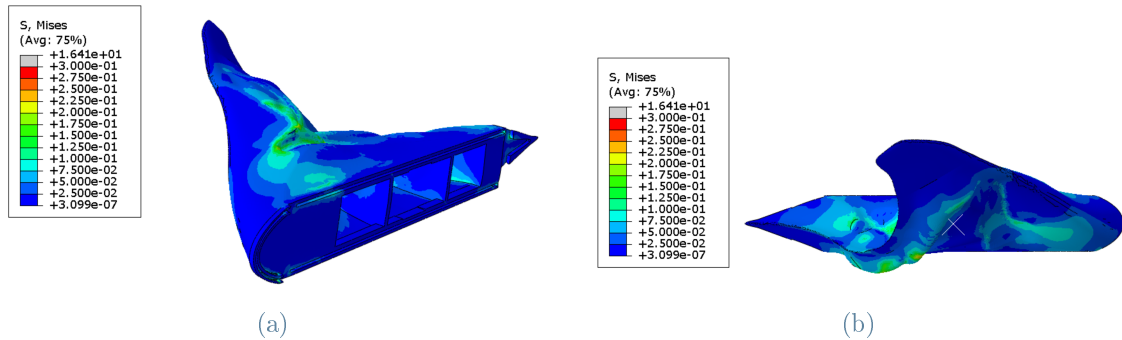 S, Mises
(Avg: 75%)
+1.641e+01
+3.000e-01
+2.750e-01
+2.500e-01
+2.250e-01
+2.000e-01
+1.750e-01
+1.500e-01
+1.250e-01
+1.000e-01
+7.500e-02
+5.000e-02
+2.500e-02
+3.099e-07
S, Mises
(Avg: 75%)
+1.641e+01
+3.000e-01
+2.750e-01
+2.500e-01
+2.250e-01
+2.000e-01
+1.750e-01
+1.500e-01
+1.250e-01
+1.000e-01
+7.500e-02
+5.000e-02
+2.500e-02
+3.099e-07
(a)
(b)